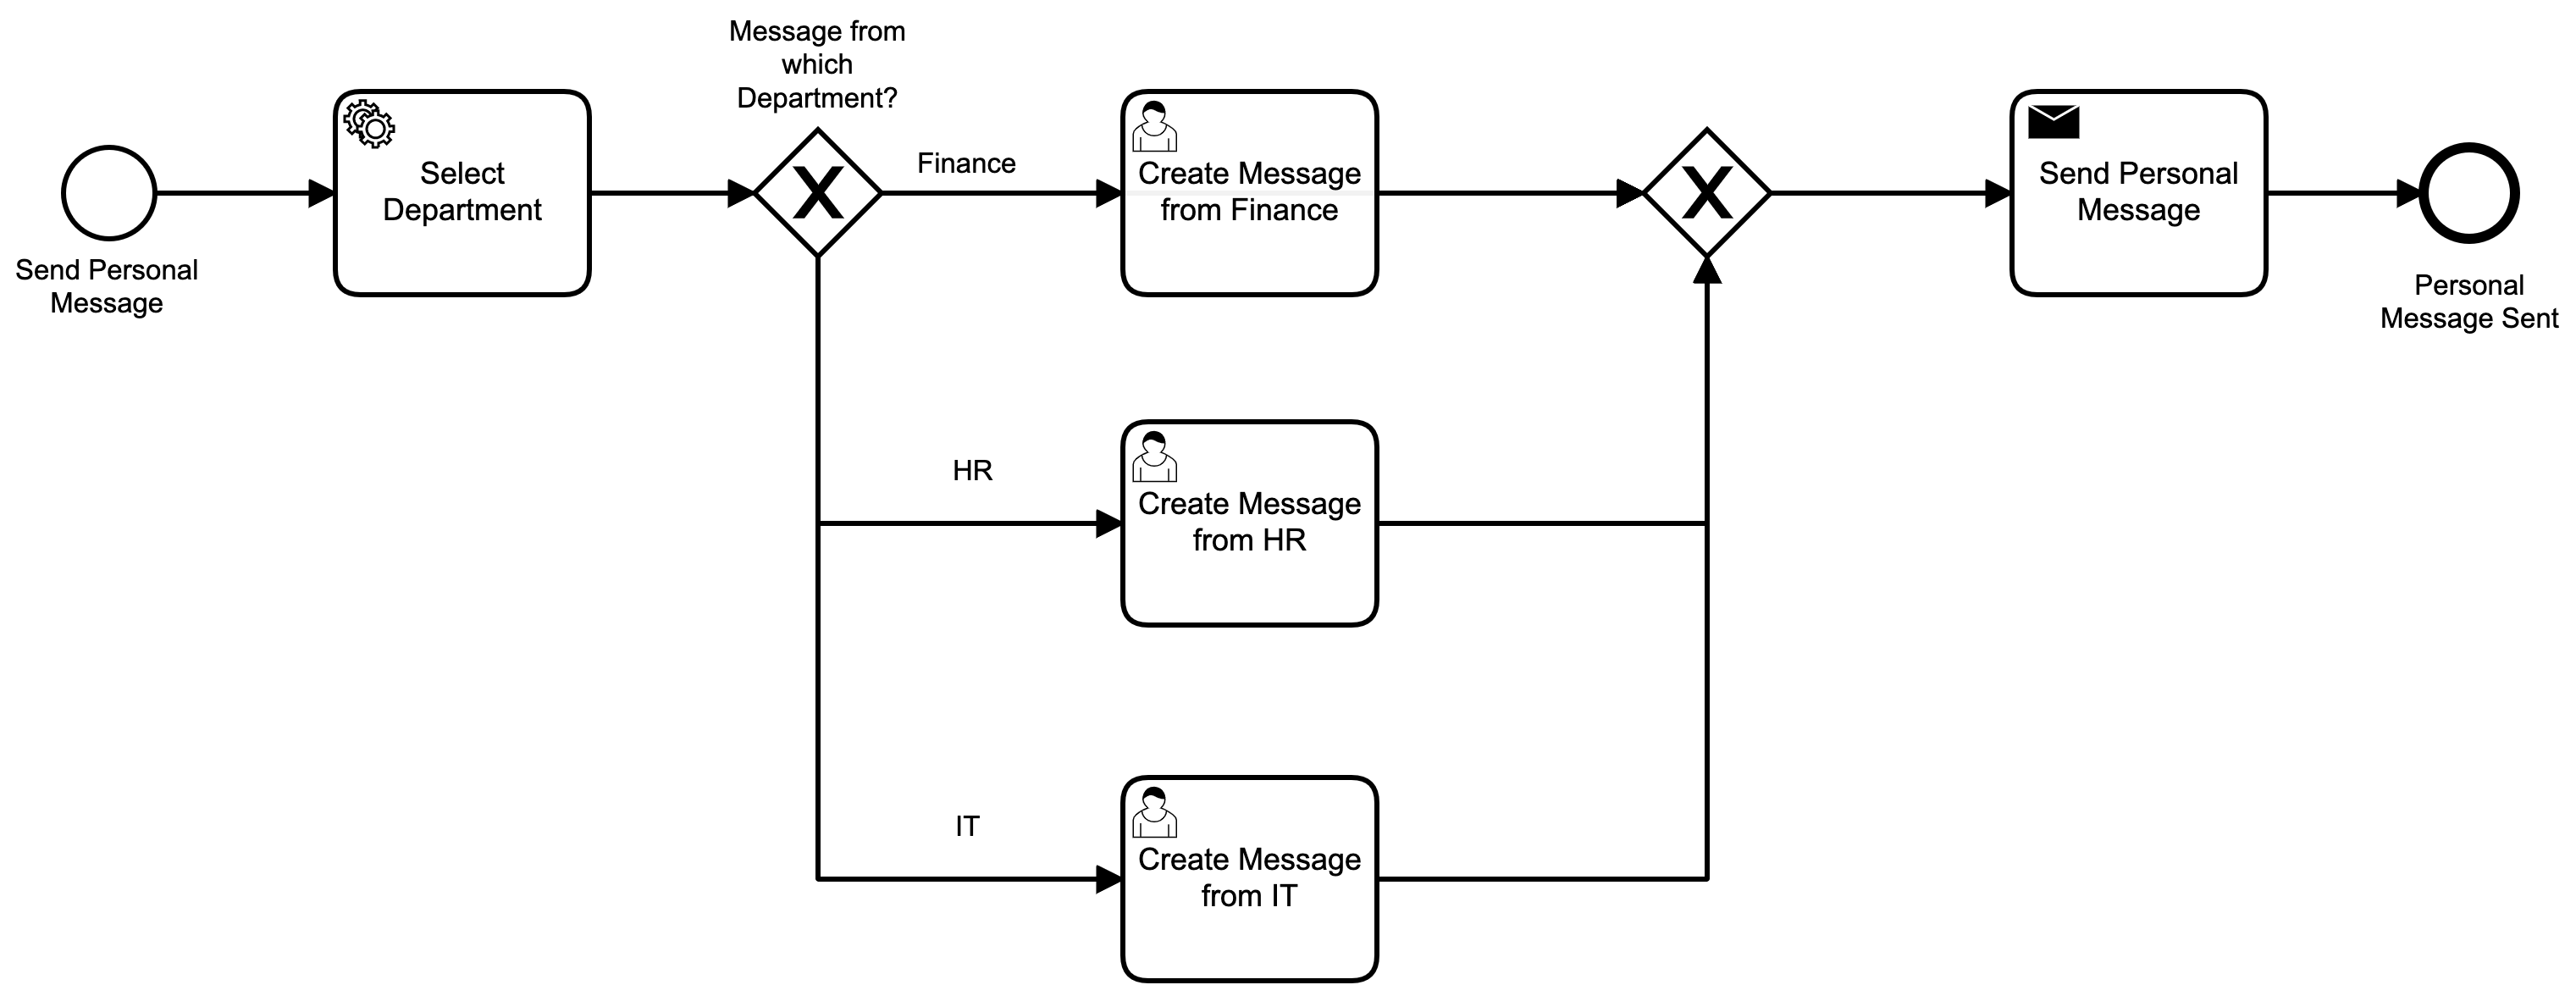 Message from
which
Department?
Send Personal
Message
Select
Department
X
Finance
Create Message
from Finance
X
Send Personal
Message
Personal
Message Sent
HR
Create Message
from HR
IT
Create Message
from IT